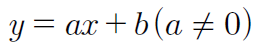 y = ax + b (a ≠ 0)